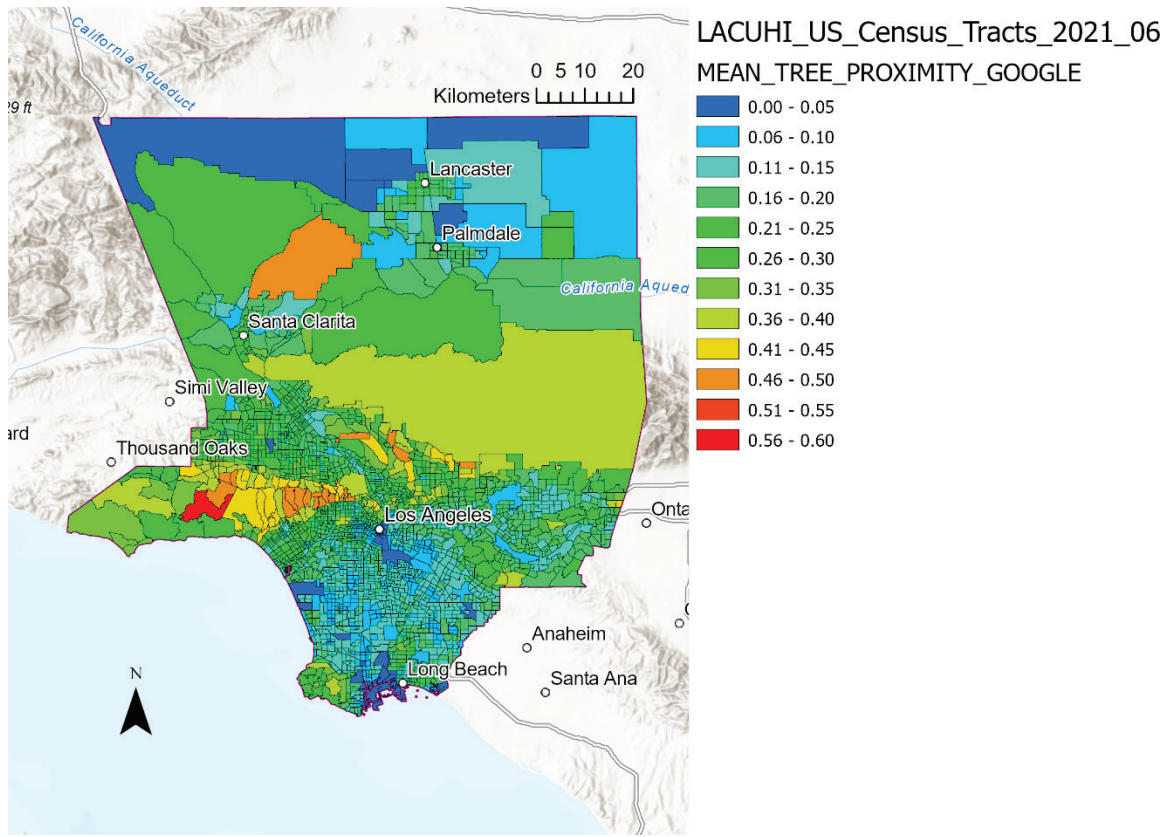 California
Aqueduct
29 ft
0 5 10 20
Kilometers
Lancaster
Palmdale
California Aqued
Santa Clarita
Simi Valley
ard
Thousand Oaks
Los Angeles
Onta
Anaheim
Long Beach
Santa Ana
N
LACUHI_US_Census_Tracts_2021_06
MEAN_TREE_PROXIMITY_GOOGLE
0.00 - 0.05
0.06 - 0.10
0.11 - 0.15
0.16 - 0.20
0.21 - 0.25
0.26 - 0.30
0.31 - 0.35
0.36 - 0.40
0.41 - 0.45
0.46 - 0.50
0.51 - 0.55
0.56 - 0.60